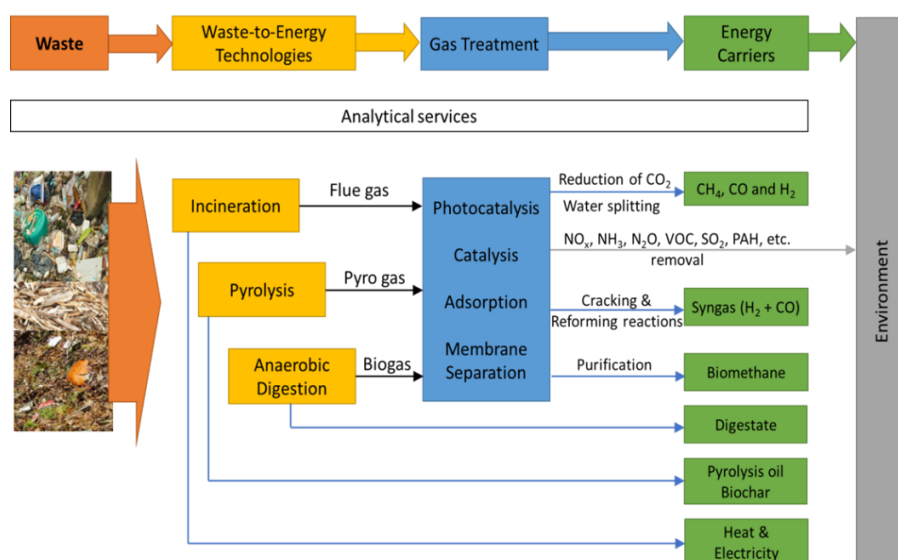 Waste
Waste-to-Energy
Technologies
Gas Treatment
Energy
Carriers
Analytical services
Incineration
Flue gas
Pyrolysis
Pyro gas
Anaerobic
Digestion
Biogas
Photocatalysis
Catalysis
Adsorption
Membrane
Separation
Reduction of CO₂
Water splitting
CH₄, CO and H₂
NOₓ, NH₃, N₂O, VOC, SO₂, PAH, etc.
removal
Cracking &
Reforming reactions
Syngas (H₂ + CO)
Purification
Biomethane
Digestate
Pyrolysis oil
Biochar
Heat &
Electricity
Environment